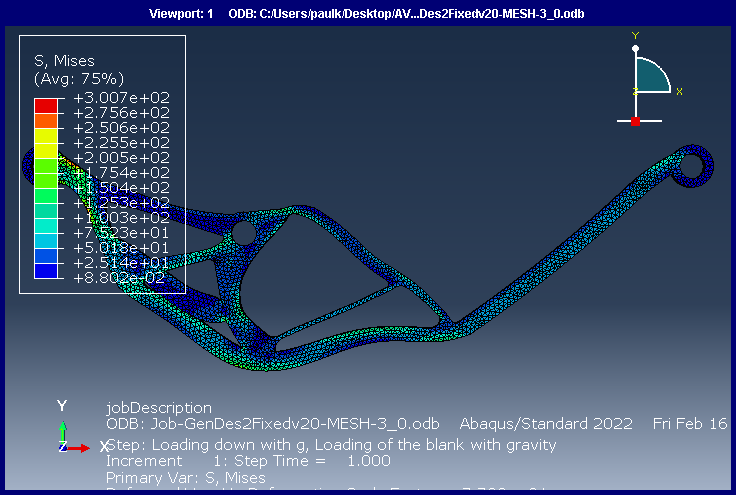 Viewport: 1 ODB: C:/Users/paulk/Desktop/AV...Des2Fixedv20-MESH-3_0.odb
S, Mises
(Avg: 75%)
+3.007e+02
+2.756e+02
+2.506e+02
+2.255e+02
+2.005e+02
+1.754e+02
+1.504e+02
+1.253e+02
+1.003e+02
+7.523e+01
+5.018e+01
+2.514e+01
+8.802e-02
Y
Z
X
Y
Z
X
jobDescription
ODB: Job-GenDes2Fixedv20-MESH-3_0.odb Abaqus/Standard 2022 Fri Feb 16
Step: Loading down with g, Loading of the blank with gravity
Increment 1: Step Time = 1.000
Primary Var: S, Mises